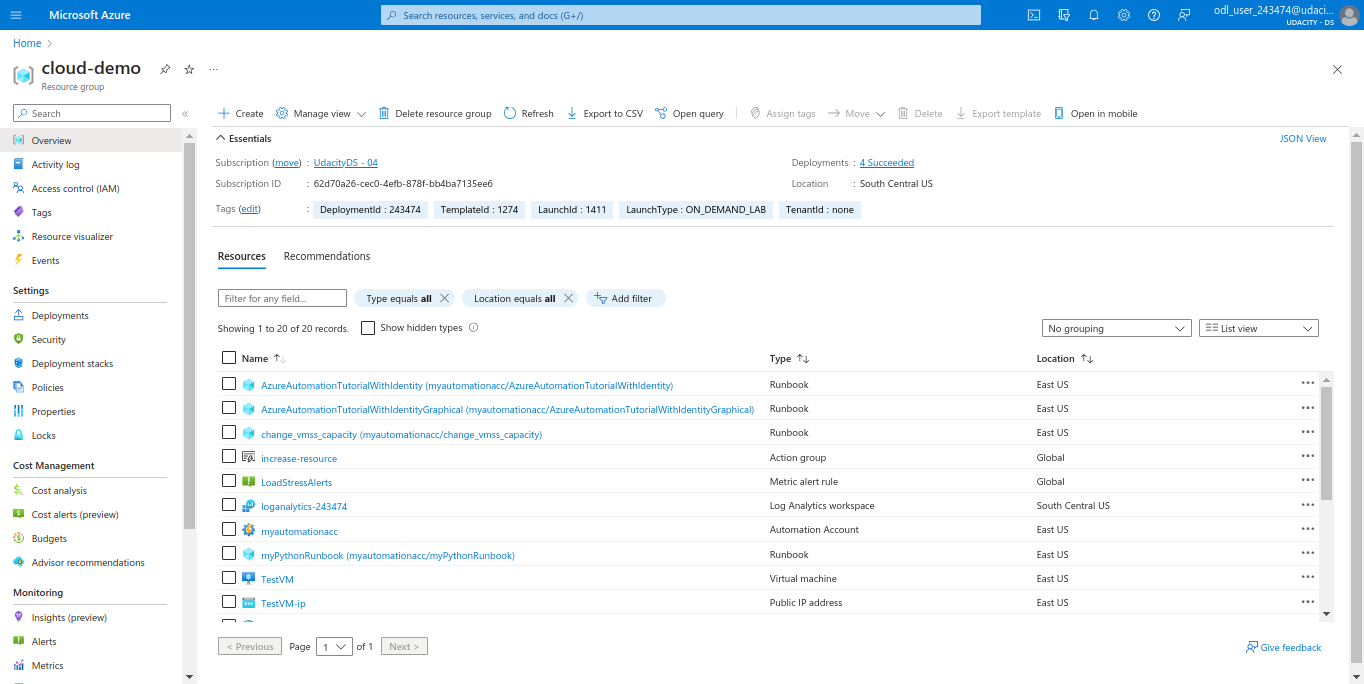 Microsoft Azure
Search resources, services, and docs (G+/)
odl_user_243474@udaci...
UDACITY - DS
Home
cloud-demo
Resource group
Search
Create
Manage view
Delete resource group
Refresh
Export to CSV
Open query
Assign tags
Move
Delete
Export template
Open in mobile
Overview
Activity log
Access control (IAM)
Tags
Resource visualizer
Events
Settings
Deployments
Security
Deployment stacks
Policies
Properties
Locks
Cost Management
Cost analysis
Cost alerts (preview)
Budgets
Advisor recommendations
Monitoring
Insights (preview)
Alerts
Metrics
Essentials
JSON View
Subscription (move) : UdacityDS - 04
Deployments : 4 Succeeded
Subscription ID : 62d70a26-cec0-4efb-878f-bb4ba7135ee6
Location : South Central US
Tags (edit) : DeploymentId : 243474 TemplateId : 1274 LaunchId : 1411 LaunchType : ON_DEMAND_LAB TenantId : none
Resources Recommendations
Filter for any field... Type equals all Location equals all Add filter
Showing 1 to 20 of 20 records. Show hidden types No grouping List view
Name Type Location
AzureAutomationTutorialWithIdentity (myautomationacc/AzureAutomationTutorialWithIdentity) Runbook East US
AzureAutomationTutorialWithIdentityGraphical (myautomationacc/AzureAutomationTutorialWithIdentityGraphical) Runbook East US
change_vmss_capacity (myautomationacc/change_vmss_capacity) Runbook East US
increase-resource Action group Global
LoadStressAlerts Metric alert rule Global
loganalytics-243474 Log Analytics workspace South Central US
myautomationacc Automation Account East US
myPythonRunbook (myautomationacc/myPythonRunbook) Runbook East US
TestVM Virtual machine East US
TestVM-ip Public IP address East US
< Previous Page 1 of 1 Next >
Give feedback